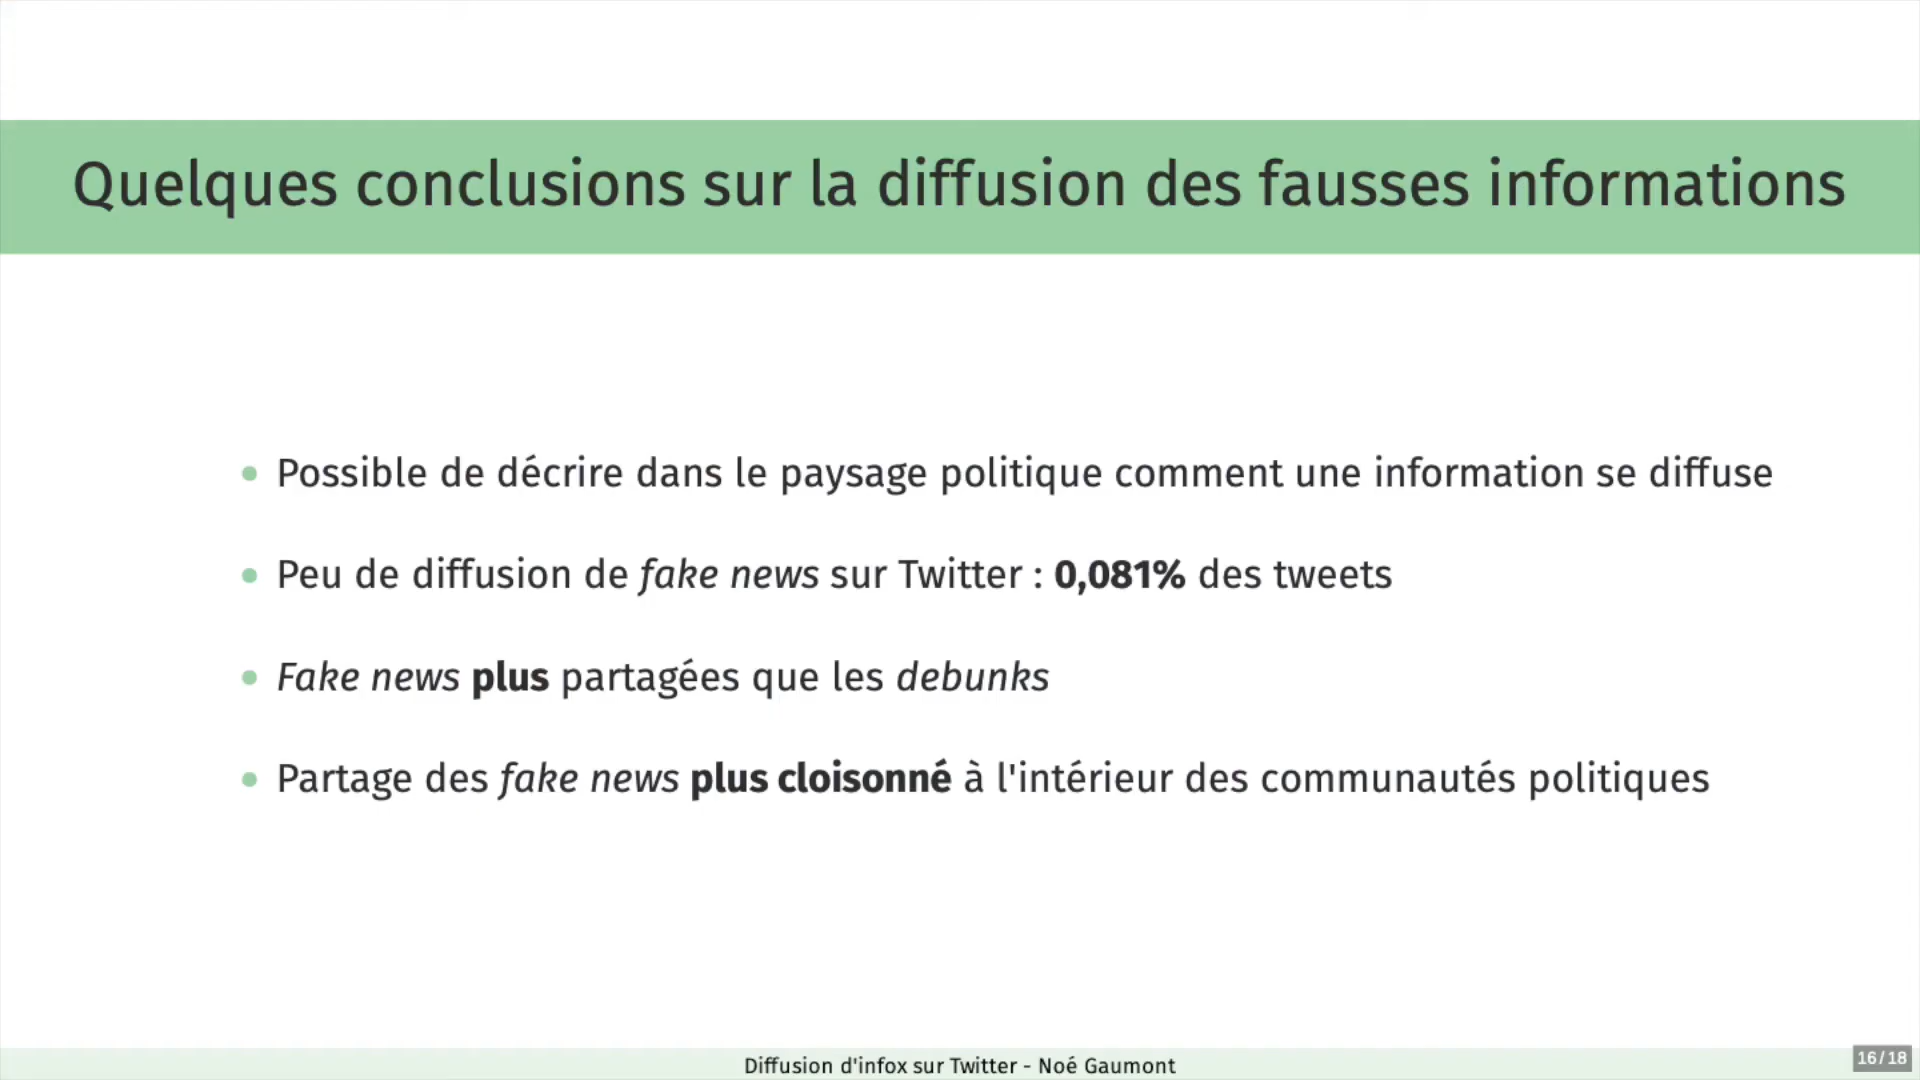 Quelques conclusions sur la diffusion des fausses informations
• Possible de décrire dans le paysage politique comment une information se diffuse
• Peu de diffusion de fake news sur Twitter : 0,081% des tweets
• Fake news plus partagées que les debunks
• Partage des fake news plus cloisonné à l'intérieur des communautés politiques
Diffusion d'infox sur Twitter - Noé Gaumont
16/18